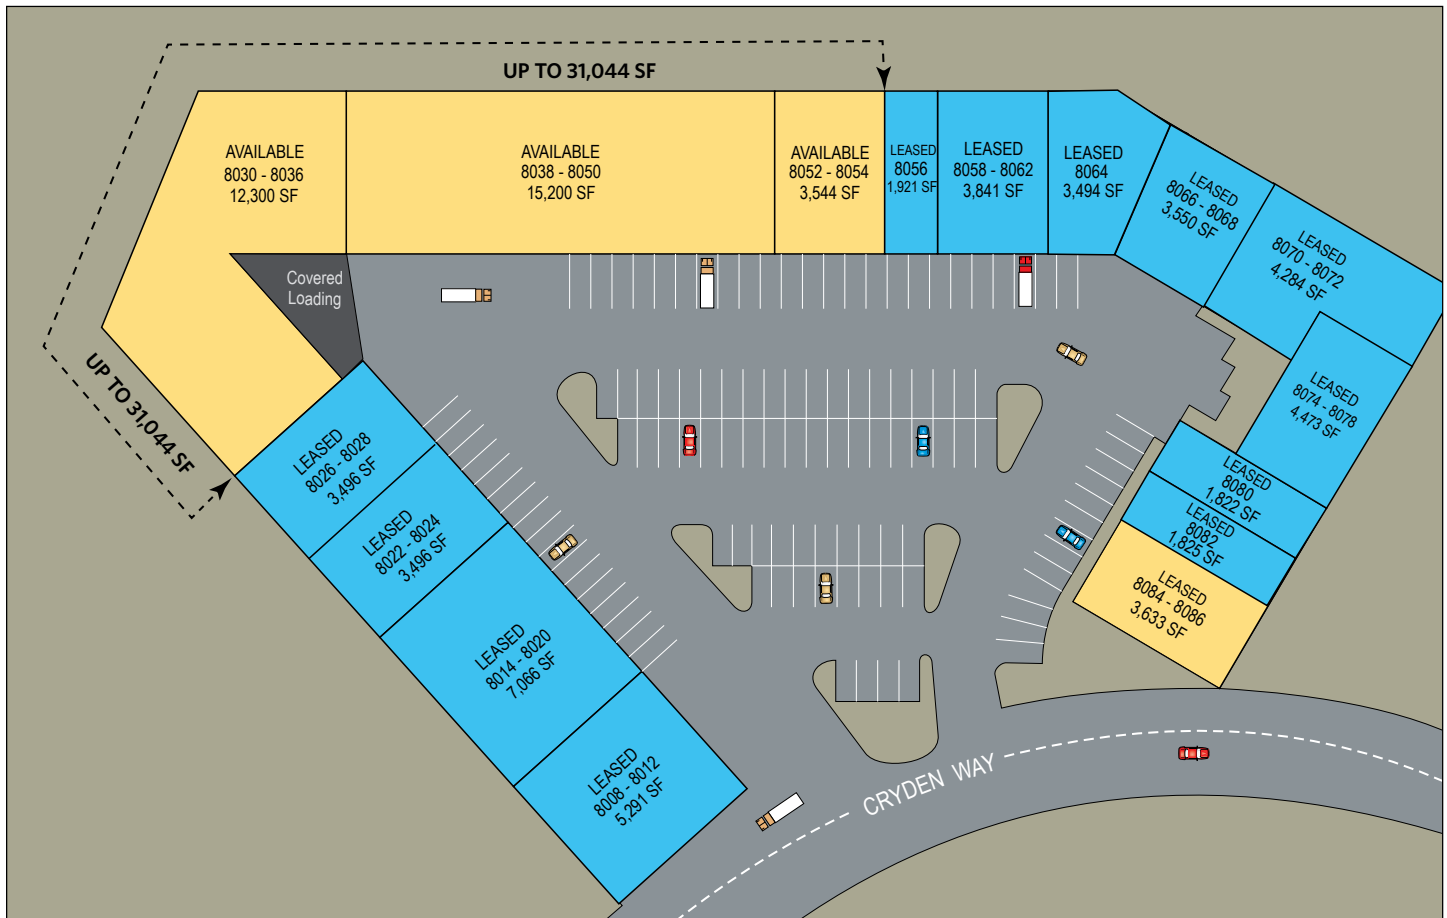 UP TO 31,044 SF
AVAILABLE
8030 - 8036
12,300 SF
AVAILABLE
8038 - 8050
15,200 SF
AVAILABLE
8052 - 8054
3,544 SF
LEASED
8056
1,921 SF
LEASED
8058 - 8062
3,841 SF
LEASED
8064
3,494 SF
LEASED
8066 - 8068
3,550 SF
LEASED
8070 - 8072
4,284 SF
LEASED
8074 - 8078
4,473 SF
LEASED
8080
1,822 SF
LEASED
8082
1,825 SF
LEASED
8084 - 8086
3,633 SF
Covered
Loading
UP TO 31,044 SF
LEASED
8026 - 8028
3,496 SF
LEASED
8022 - 8024
3,496 SF
LEASED
8014 - 8020
7,066 SF
LEASED
8008 - 8012
5,291 SF
CRYDEN WAY